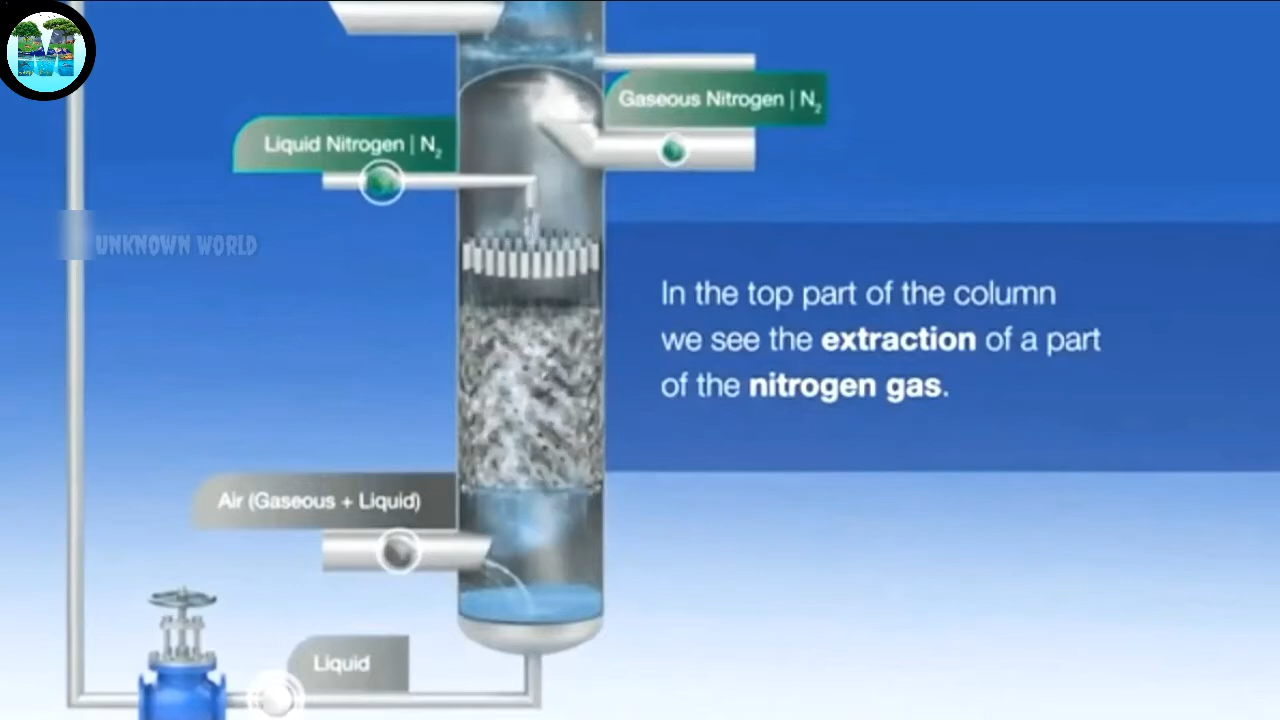 Gaseous Nitrogen | N₂
Liquid Nitrogen | N₂
UNKNOWN WORLD
In the top part of the column
we see the extraction of a part
of the nitrogen gas.
Air (Gaseous + Liquid)
Liquid